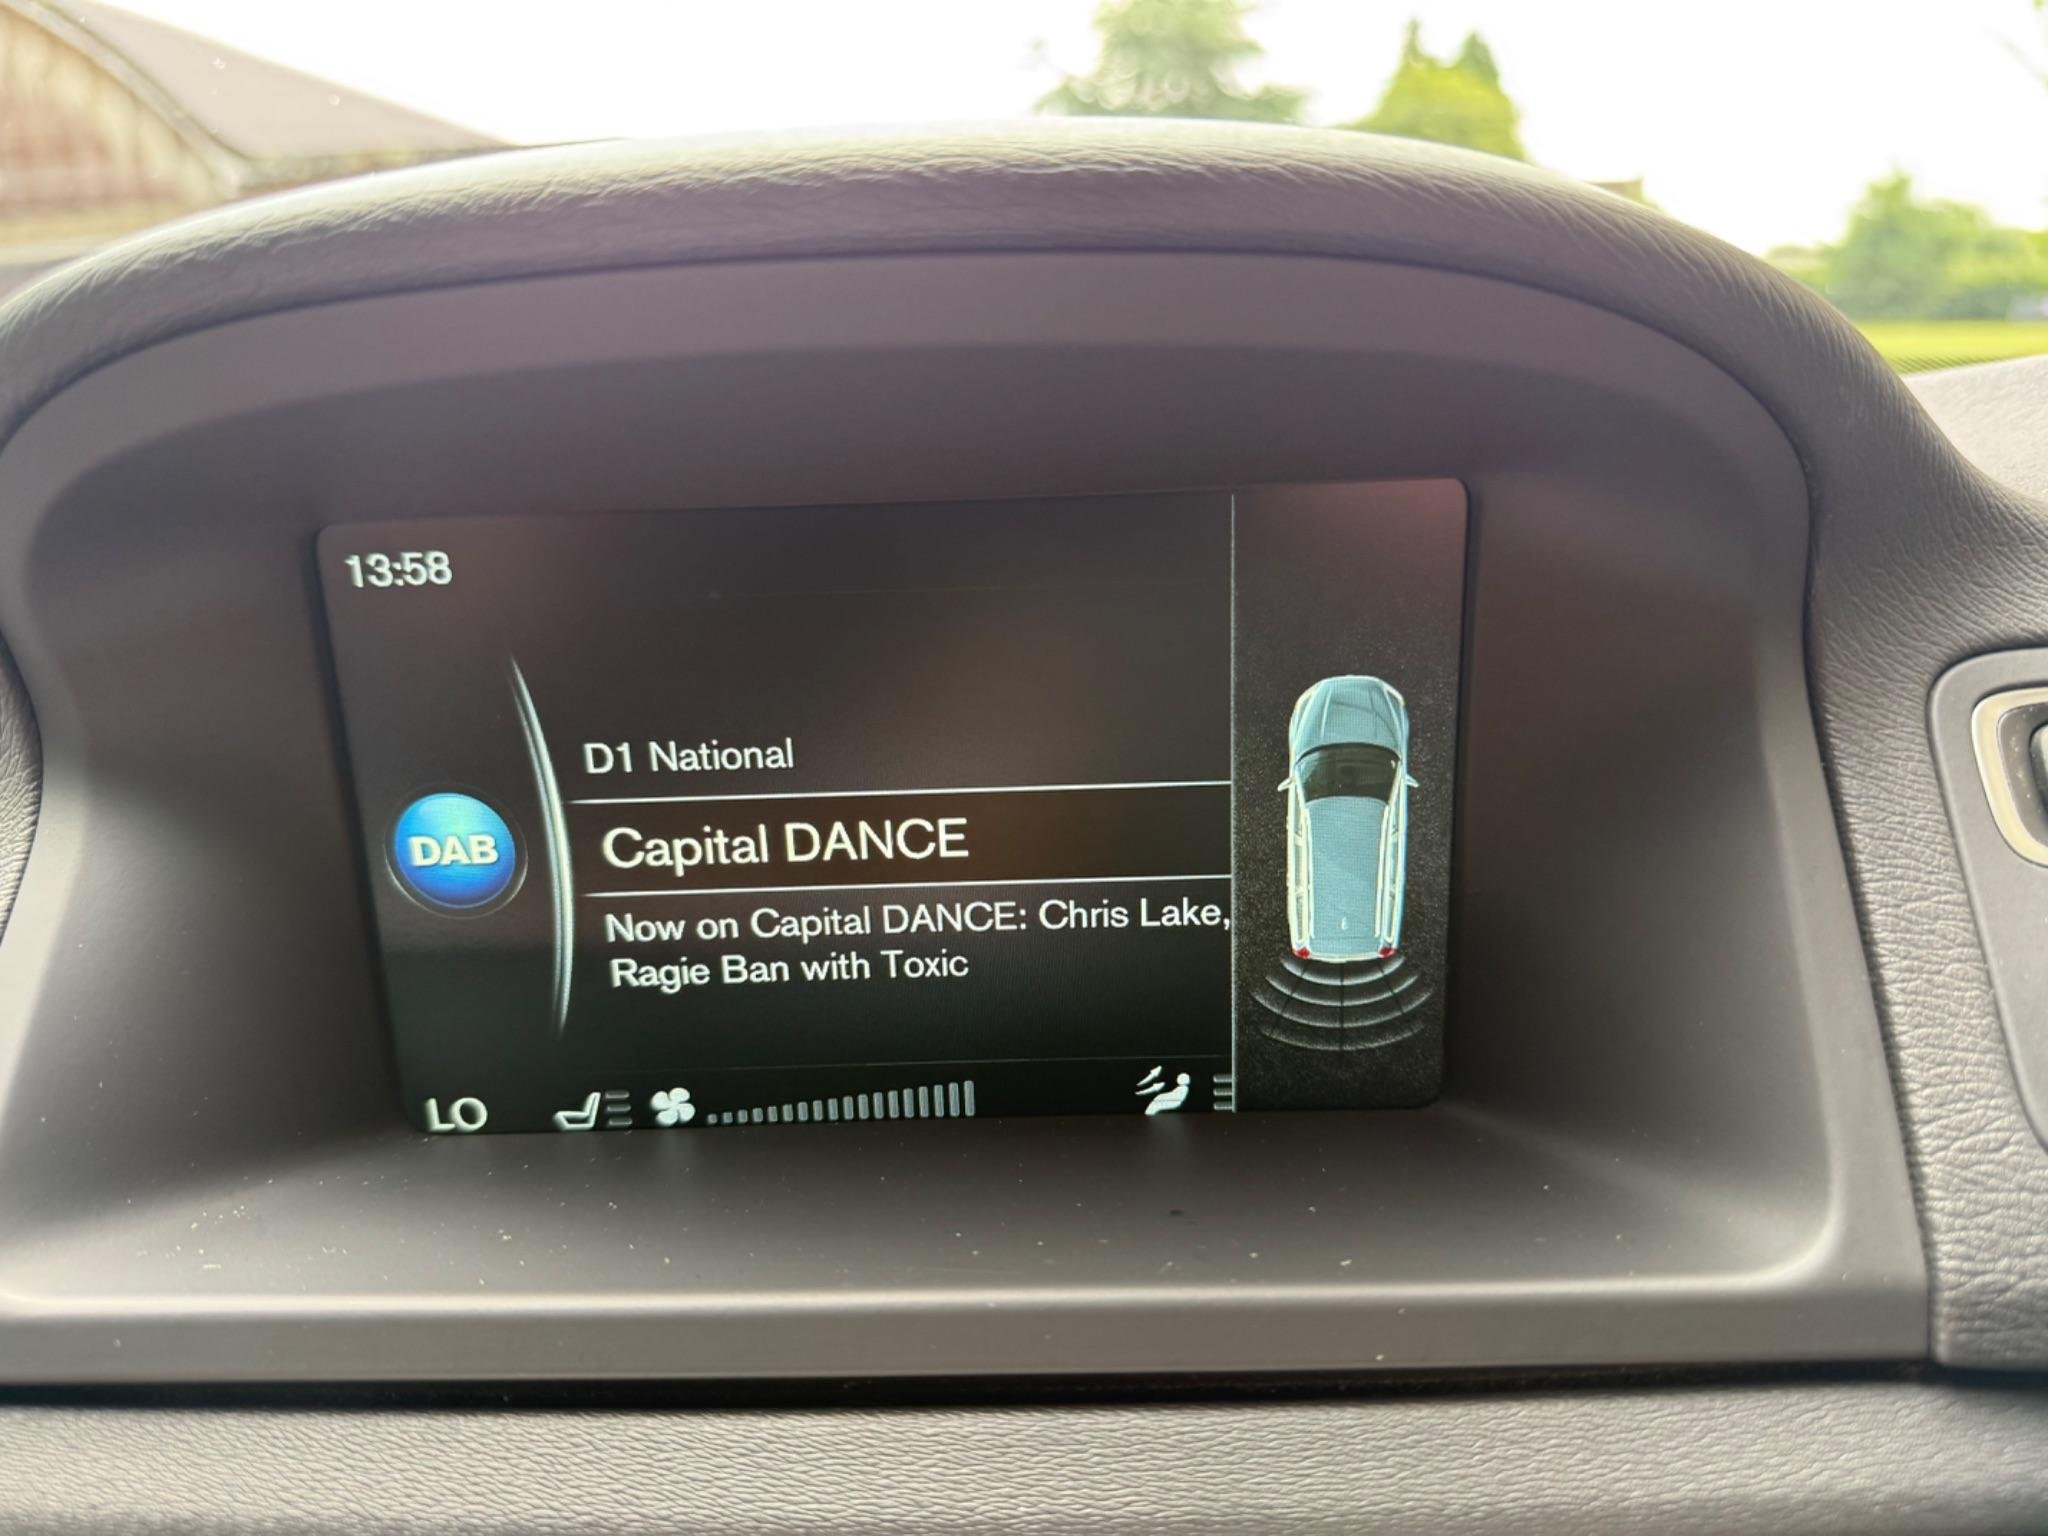 13:58
D1 National
DAB
Capital DANCE
Now on Capital DANCE: Chris Lake,
Ragie Ban with Toxic
LO